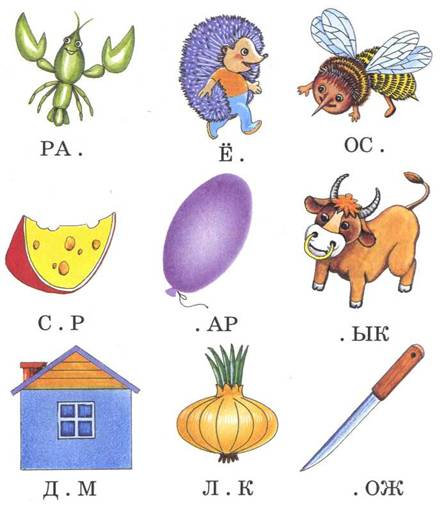 РА .
Ё .
ОС .
С . Р
. АР
. ЫК
Д . М
Л . К
. ОЖ